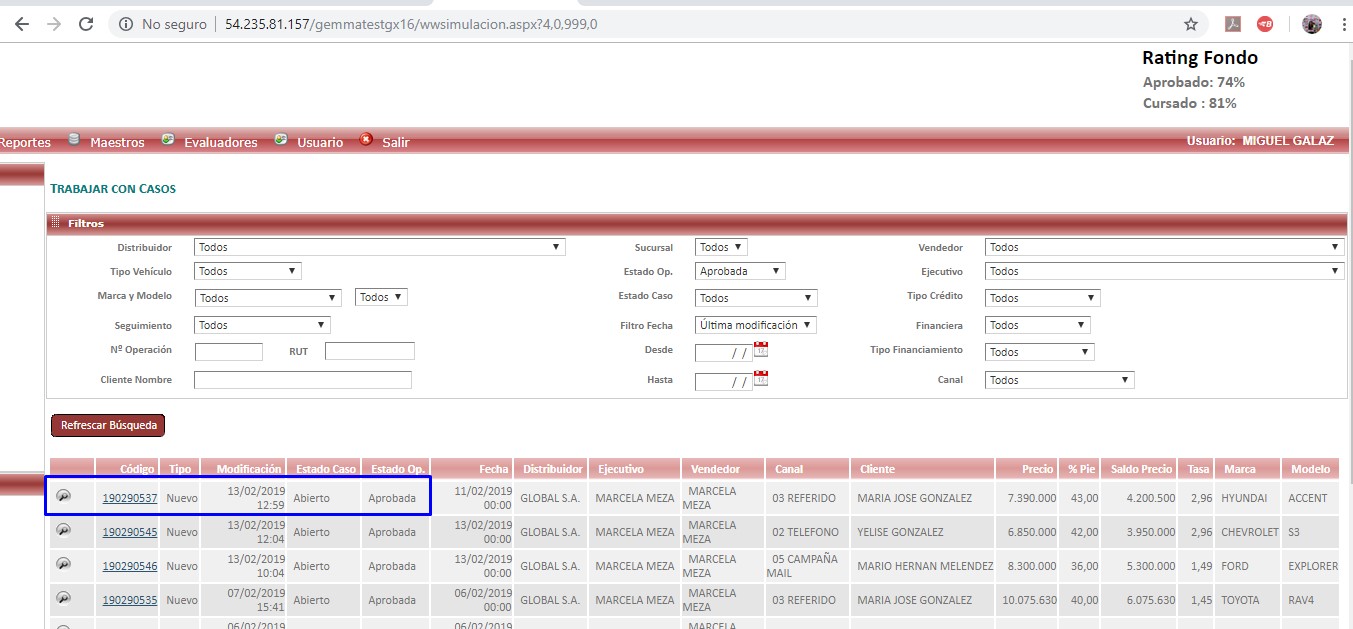 No seguro | 54.235.81.157/gemmatestgx16/wwsimulacion.aspx?4,0,999,0
Rating Fondo
Aprobado: 74%
Cursado : 81%
Reportes Maestros Evaluadores Usuario Salir Usuario: MIGUEL GALAZ
TRABAJAR CON CASOS
Filtros
Distribuidor Todos Sucursal Todos Vendedor Todos
Tipo Vehículo Todos Estado Op. Aprobada Ejecutivo Todos
Marca y Modelo Todos Todos Estado Caso Todos Tipo Crédito Todos
Seguimiento Todos Filtro Fecha Última modificación Financiera Todos
Nº Operación RUT Desde / / Tipo Financiamiento Todos
Cliente Nombre Hasta / / Canal Todos
Refrescar Búsqueda
Código Tipo Modificación Estado Caso Estado Op. Fecha Distribuidor Ejecutivo Vendedor Canal Cliente Precio % Pie Saldo Precio Tasa Marca Modelo
190290537 Nuevo 13/02/2019 12:59 Abierto Aprobada 11/02/2019 00:00 GLOBAL S.A. MARCELA MEZA MARCELA MEZA 03 REFERIDO MARIA JOSE GONZALEZ 7.390.000 43,00 4.200.500 2,96 HYUNDAI ACCENT
190290545 Nuevo 13/02/2019 12:04 Abierto Aprobada 13/02/2019 00:00 GLOBAL S.A. MARCELA MEZA MARCELA MEZA 02 TELEFONO YELISE GONZALEZ 6.850.000 42,00 3.950.000 2,96 CHEVROLET S3
190290546 Nuevo 13/02/2019 10:04 Abierto Aprobada 13/02/2019 00:00 GLOBAL S.A. MARCELA MEZA MARCELA MEZA 05 CAMPAÑA MAIL MARIO HERNAN MELENDEZ 8.300.000 36,00 5.300.000 1,49 FORD EXPLORER
190290535 Nuevo 07/02/2019 15:41 Abierto Aprobada 06/02/2019 00:00 GLOBAL S.A. MARCELA MEZA MARCELA MEZA 03 REFERIDO MARIA JOSE GONZALEZ 10.075.630 40,00 6.075.630 1,45 TOYOTA RAV4
06/02/2019 06/02/2019 MARCELA